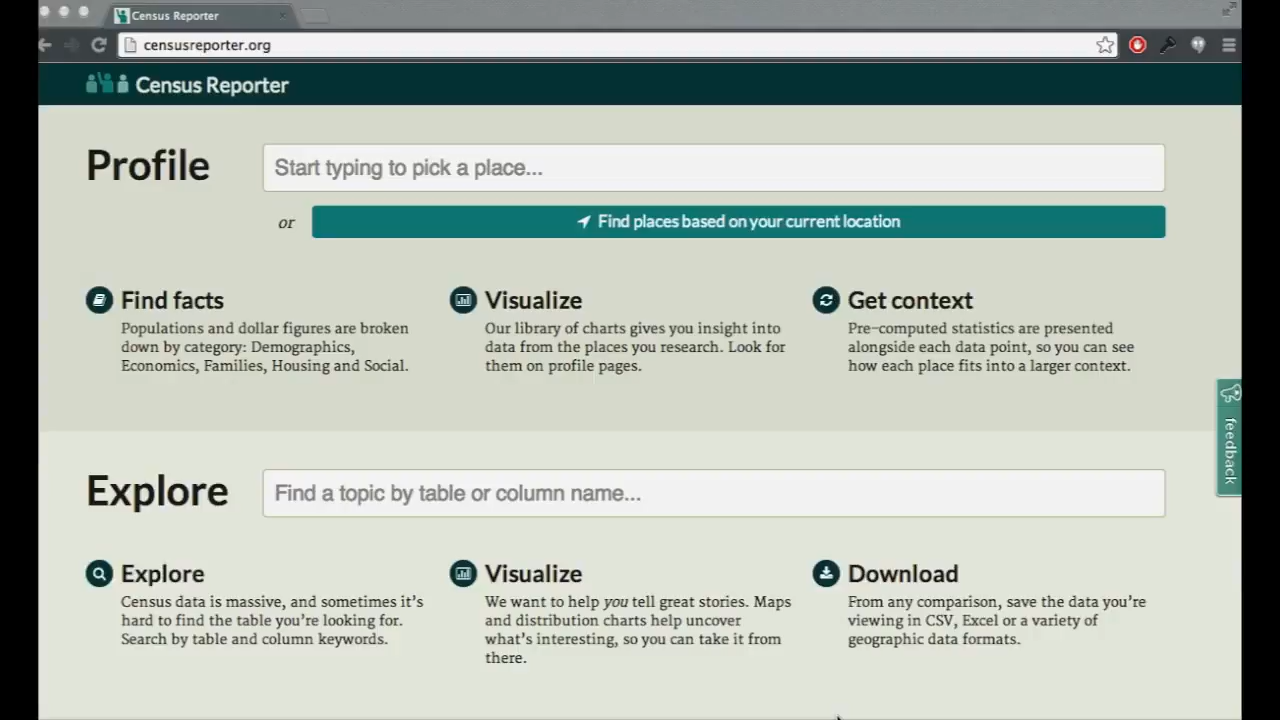 Census Reporter
censusreporter.org
Census Reporter
Profile
Start typing to pick a place...
or
Find places based on your current location
Find facts
Populations and dollar figures are broken
down by category: Demographics,
Economics, Families, Housing and Social.
Visualize
Our library of charts gives you insight into
data from the places you research. Look for
them on profile pages.
Get context
Pre-computed statistics are presented
alongside each data point, so you can see
how each place fits into a larger context.
feedback
Explore
Find a topic by table or column name...
Explore
Census data is massive, and sometimes it's
hard to find the table you're looking for.
Search by table and column keywords.
Visualize
We want to help you tell great stories. Maps
and distribution charts help uncover
what's interesting, so you can take it from
there.
Download
From any comparison, save the data you're
viewing in CSV, Excel or a variety of
geographic data formats.